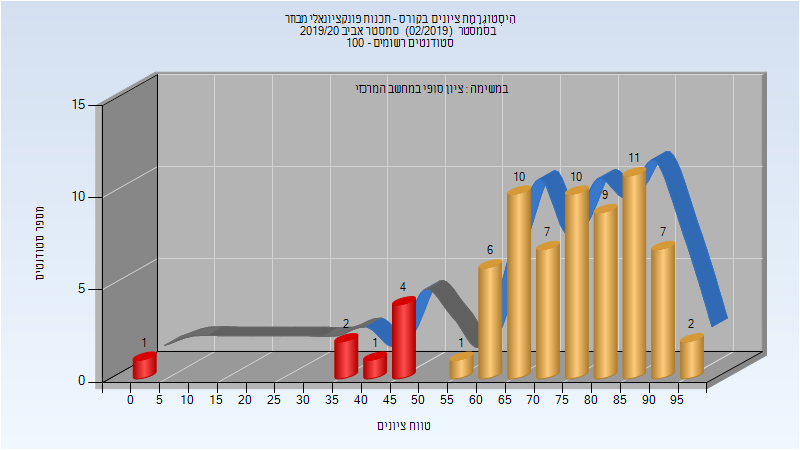 היסטוגרמת ציונים בקורס - תכנות פונקציונאלי מבוזר
בסמסטר (02/2019) סמסטר אביב 2019/20
סטודנטים רשומים - 100
במשימה : ציון סופי במחשב המרכזי
15
10
5
0
מספר סטודנטים
1
2
1
4
1
6
10
7
10
9
11
7
2
0 5 10 15 20 25 30 35 40 45 50 55 60 65 70 75 80 85 90 95
טווח ציונים